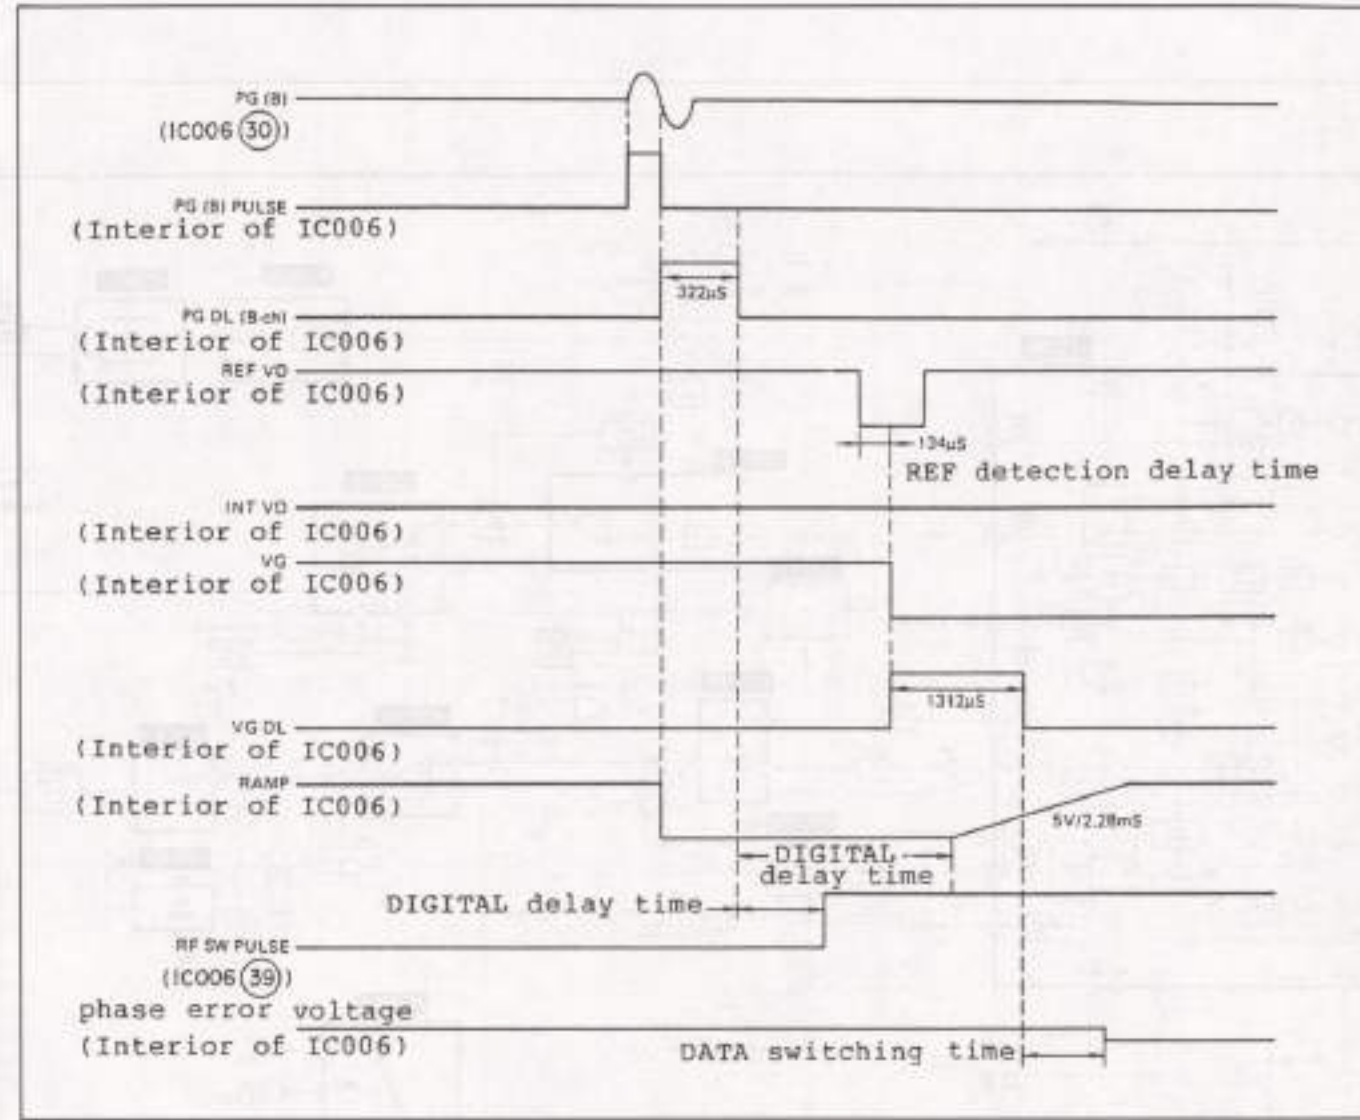 PG (B)
(IC006 30)
PG (B) PULSE
(Interior of IC006)
322µS
PG DL (B-ch)
(Interior of IC006)
REF VD
(Interior of IC006)
134µS
REF detection delay time
INT VD
(Interior of IC006)
VG
(Interior of IC006)
1312µS
VG DL
(Interior of IC006)
RAMP
(Interior of IC006)
5V/2.28mS
DIGITAL
delay time
DIGITAL delay time
RF SW PULSE
(IC006 39)
phase error voltage
(Interior of IC006)
DATA switching time